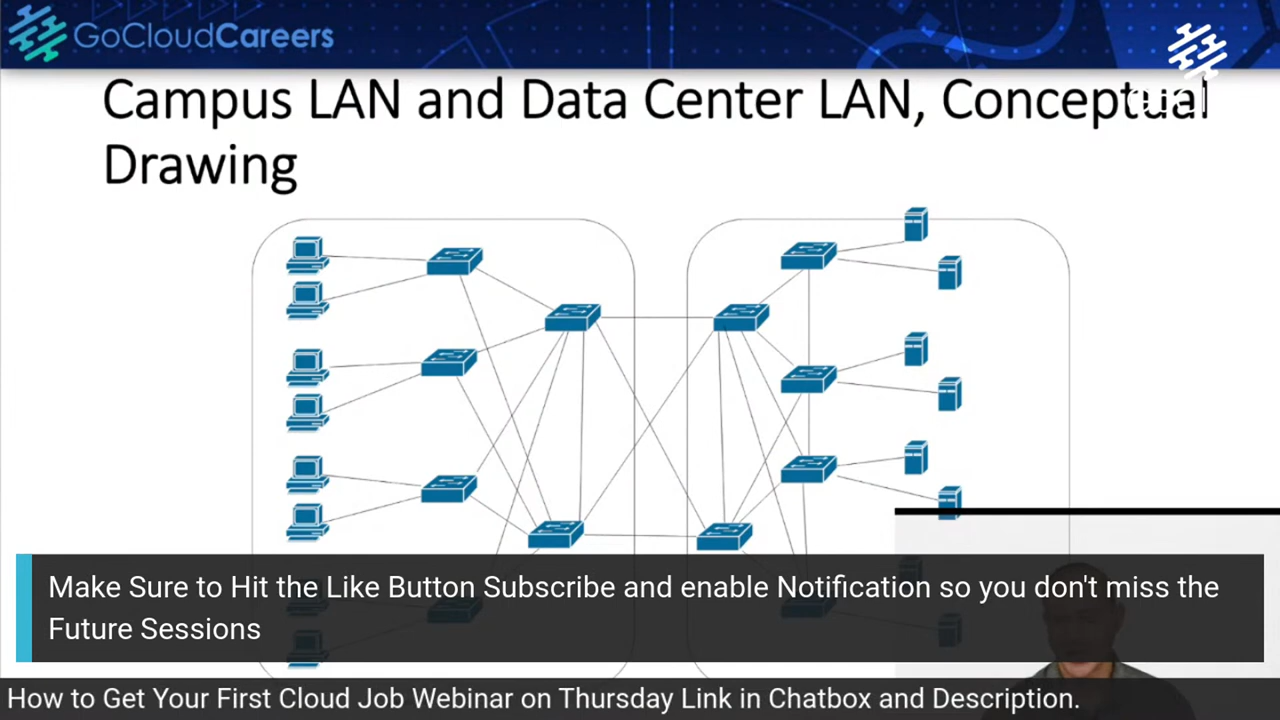 GoCloudCareers
Campus LAN and Data Center LAN, Conceptual
Drawing
Make Sure to Hit the Like Button Subscribe and enable Notification so you don't miss the
Future Sessions
How to Get Your First Cloud Job Webinar on Thursday Link in Chatbox and Description.